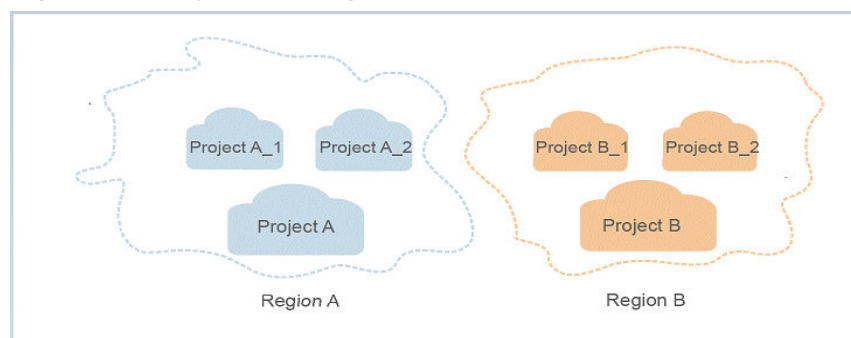 Project A_1
Project A_2
Project B_1
Project B_2
Project A
Project B
Region A
Region B